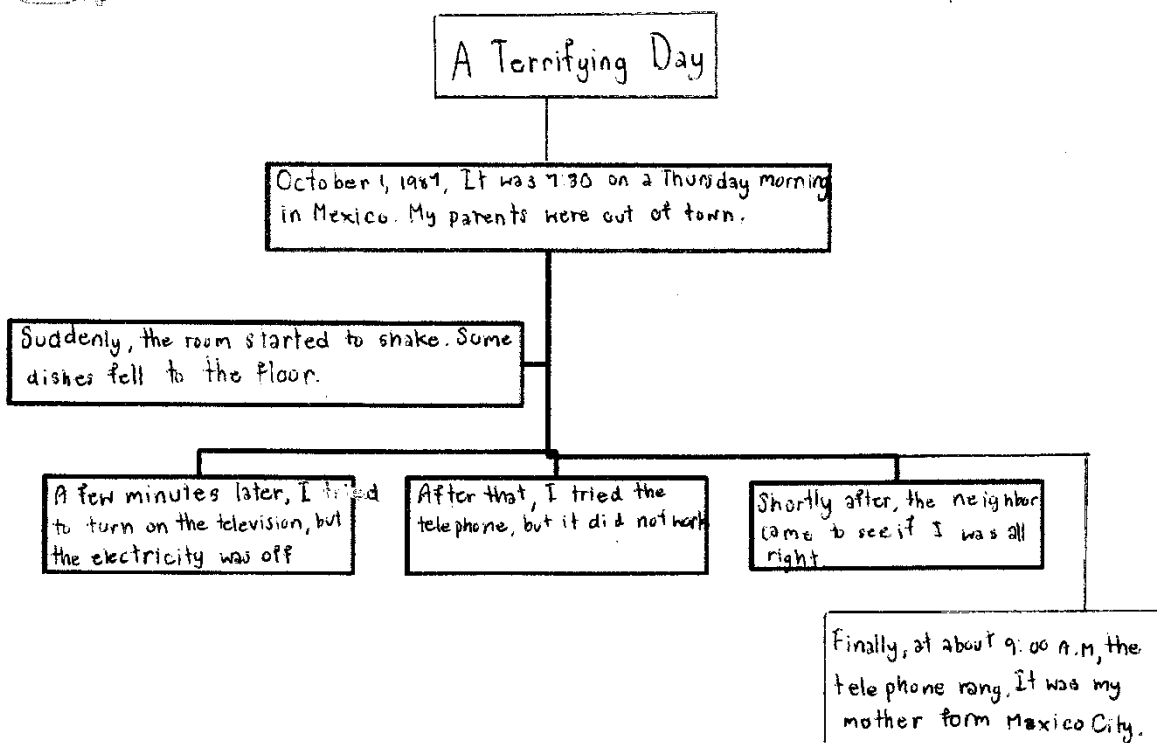 A Terrifying Day
October 1, 1987, It was 7:30 on a Thursday morning
in Mexico. My parents were out of town.
Suddenly, the room started to shake. Some
dishes fell to the floor.
A few minutes later, I tried
to turn on the television, but
the electricity was off
After that, I tried the
telephone, but it did not work
Shortly after, the neighbor
came to see if I was all
right
Finally, at about 9:00 A.M, the
telephone rang, It was my
mother form Mexico City.